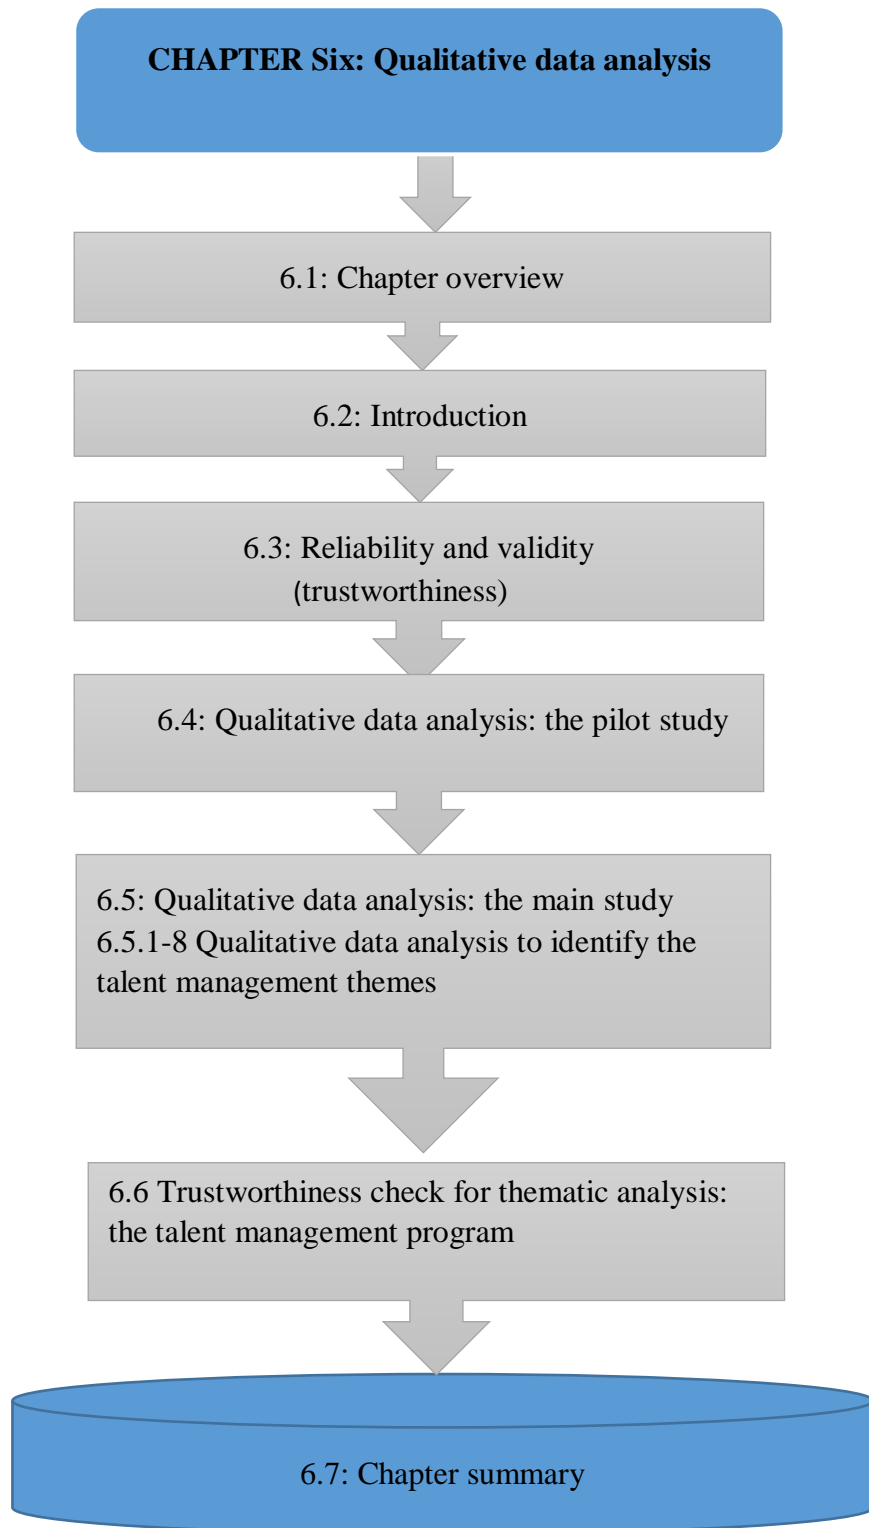 CHAPTER Six: Qualitative data analysis
6.1: Chapter overview
6.2: Introduction
6.3: Reliability and validity
(trustworthiness)
6.4: Qualitative data analysis: the pilot study
6.5: Qualitative data analysis: the main study
6.5.1-8 Qualitative data analysis to identify the
talent management themes
6.6 Trustworthiness check for thematic analysis:
the talent management program
6.7: Chapter summary